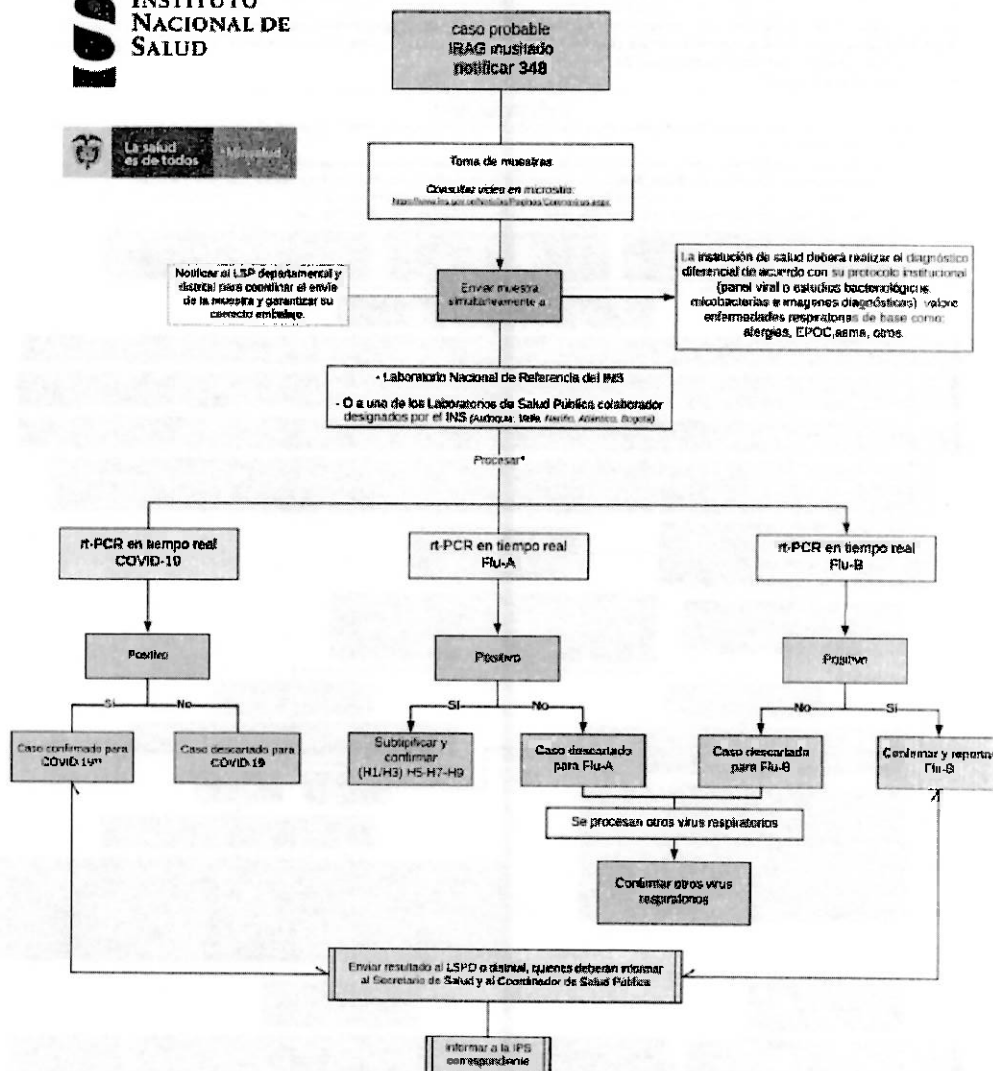 INSTITUTO
NACIONAL DE
SALUD
La salud
es de todos
Minsalud
caso probable
IRAG inusitado
notificar 348
Toma de muestras
Consultar video en micrositio:
Notificar al LSP departamental y
distrital para coordinar el envio
de la muestra y garantizar su
correcto embalaje.
Enviar muestra
simultaneamente a
La institución de salud deberá realizar el diagnóstico
diferencial de acuerdo con su protocolo institucional
(panel viral o estudios bacteriológicos,
micobacterias e imagenes diagnósticas) valore
enfermedades respiratorias de base como:
alergias, EPOC,asma, otros.
- Laboratorio Nacional de Referencia del INS
- O a uno de los Laboratorios de Salud Pública colaborador
designados por el INS (Antioquia, Valle, Nariño, Atlántico, Bogotá)
Procesar*
rt-PCR en tiempo real
COVID-19
rt-PCR en tiempo real
Flu-A
rt-PCR en tiempo real
Flu-B
Positivo
Positivo
Positivo
Sí No
Sí No
No Sí
Caso confirmado para
COVID-19**
Caso descartado para
COVID-19
Subtipificar y
confirmar
(H1/H3) H5-H7-H9
Caso descartado
para Flu-A
Caso descartado
para Flu-B
Confirmar y reportar
Flu-B
Se procesan otros virus respiratorios
Confirmar otros virus
respiratorios
Enviar resultado al LSPD o distrital, quienes deberán informar
al Secretario de Salud y al Coordinador de Salud Pública
informar a la IPS
correspondiente